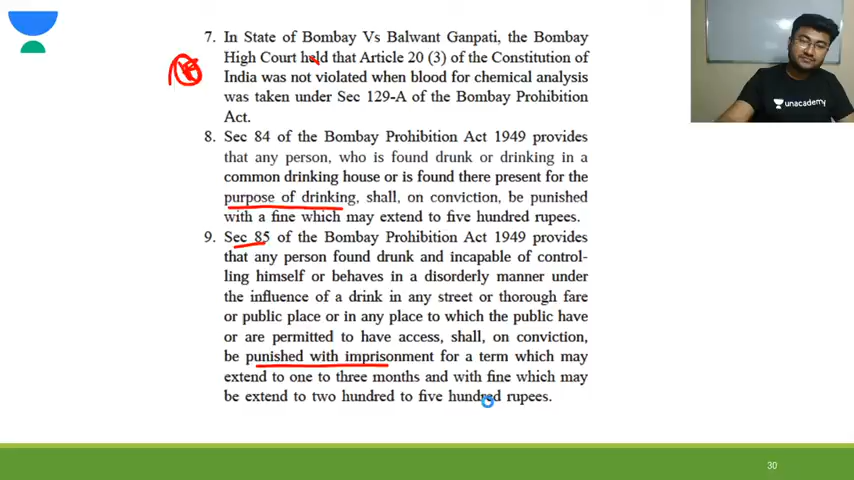 7. In State of Bombay Vs Balwant Ganpati, the Bombay
High Court held that Article 20 (3) of the Constitution of
India was not violated when blood for chemical analysis
was taken under Sec 129-A of the Bombay Prohibition
Act.
8. Sec 84 of the Bombay Prohibition Act 1949 provides
that any person, who is found drunk or drinking in a
common drinking house or is found there present for the
purpose of drinking, shall, on conviction, be punished
with a fine which may extend to five hundred rupees.
9. Sec 85 of the Bombay Prohibition Act 1949 provides
that any person found drunk and incapable of control-
ling himself or behaves in a disorderly manner under
the influence of a drink in any street or thorough fare
or public place or in any place to which the public have
or are permitted to have access, shall, on conviction,
be punished with imprisonment for a term which may
extend to one to three months and with fine which may
be extend to two hundred to five hundred rupees.
unacademy
30